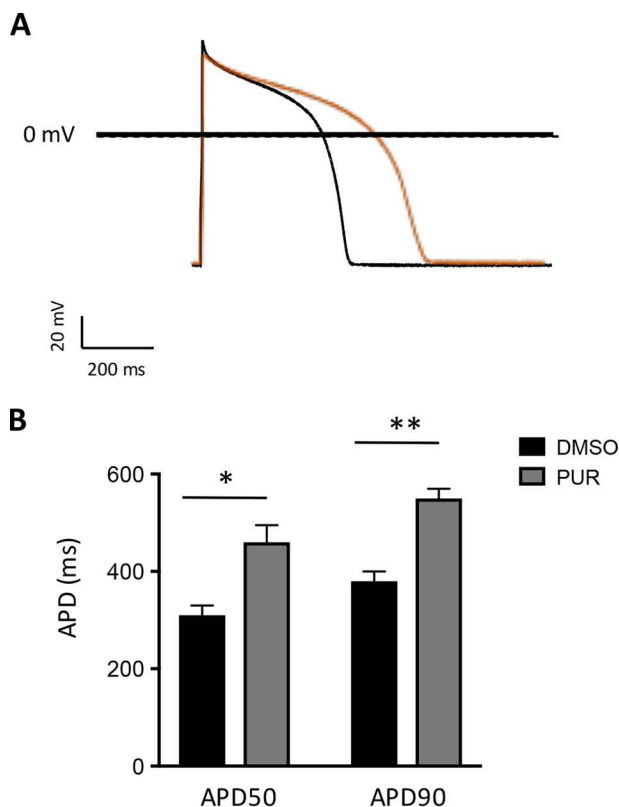 A
0 mV
20 mV
200 ms
B
*
**
DMSO
PUR
600
400
200
0
APD (ms)
APD50 APD90